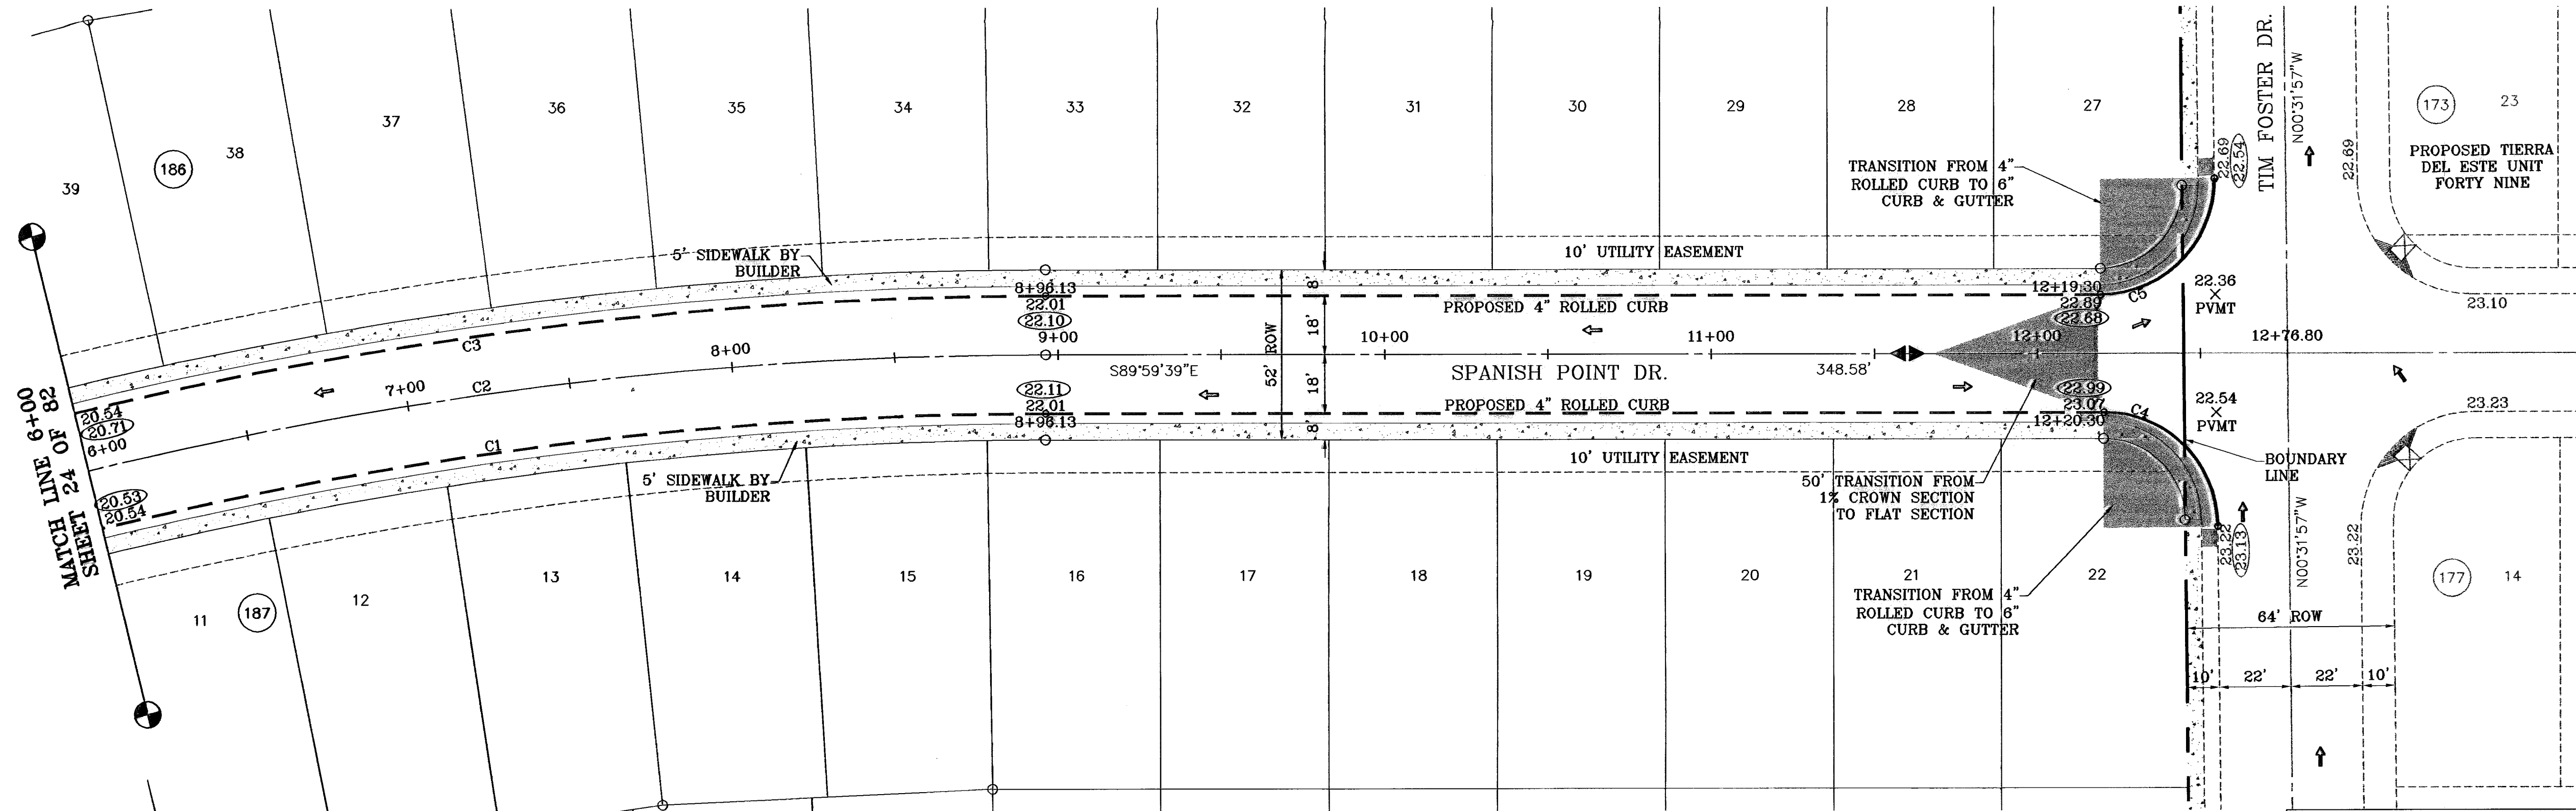 39
186
38
37
36
35
34
33
32
31
30
29
28
27
TIM FOSTER DR.
N00°31'57"W
22.69
22.54
22.69
173
23
PROPOSED TIERRA
DEL ESTE UNIT
FORTY NINE
TRANSITION FROM 4"
ROLLED CURB TO 6"
CURB & GUTTER
5' SIDEWALK BY
BUILDER
10' UTILITY EASEMENT
8+96.13
22.01
22.10
8'
PROPOSED 4" ROLLED CURB
12+19.30
22.89
22.68
C5
22.36
PVMT
23.10
C3
8+00
9+00
52' ROW
18'
10+00
11+00
12+00
12+76.80
7+00
C2
S89°59'39"E
SPANISH POINT DR.
348.58'
MATCH LINE 6+00
SHEET 24 OF 82
20.54
20.71
6+00
22.11
22.01
8+96.13
18'
8'
PROPOSED 4" ROLLED CURB
22.99
23.07
12+20.30
C4
22.54
PVMT
23.23
C1
20.53
20.54
5' SIDEWALK BY
BUILDER
10' UTILITY EASEMENT
50' TRANSITION FROM
1% CROWN SECTION
TO FLAT SECTION
BOUNDARY
LINE
23.22
23.13
N00°31'57"W
23.22
11
187
12
13
14
15
16
17
18
19
20
21
22
177
14
TRANSITION FROM 4"
ROLLED CURB TO 6"
CURB & GUTTER
64' ROW
10'
22'
22'
10'